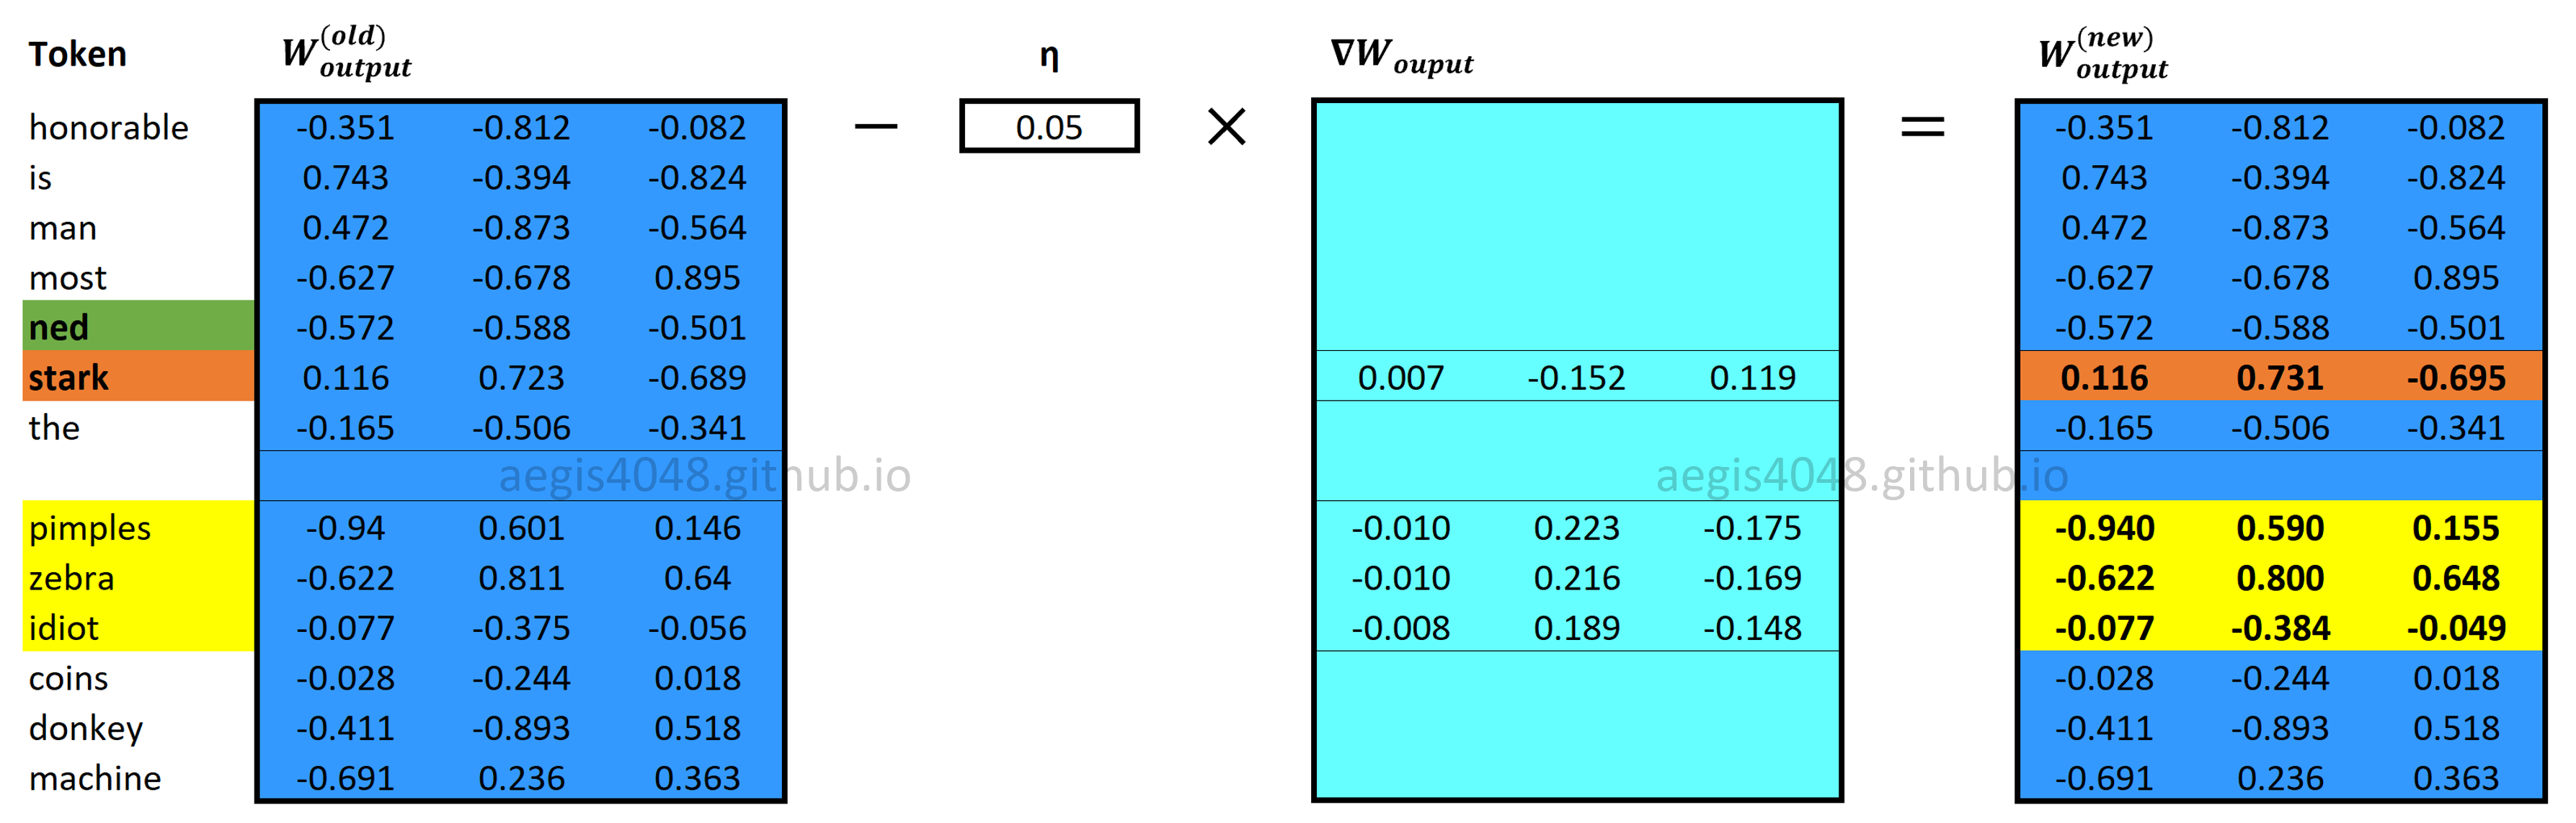 Token W_output^(old) η ∇W_ouput W_output^(new)
honorable -0.351 -0.812 -0.082 − 0.05 × = -0.351 -0.812 -0.082
is 0.743 -0.394 -0.824 0.743 -0.394 -0.824
man 0.472 -0.873 -0.564 0.472 -0.873 -0.564
most -0.627 -0.678 0.895 -0.627 -0.678 0.895
ned -0.572 -0.588 -0.501 -0.572 -0.588 -0.501
stark 0.116 0.723 -0.689 0.007 -0.152 0.119 0.116 0.731 -0.695
the -0.165 -0.506 -0.341 -0.165 -0.506 -0.341
aegis4048.github.io aegis4048.github.io
pimples -0.94 0.601 0.146 -0.010 0.223 -0.175 -0.940 0.590 0.155
zebra -0.622 0.811 0.64 -0.010 0.216 -0.169 -0.622 0.800 0.648
idiot -0.077 -0.375 -0.056 -0.008 0.189 -0.148 -0.077 -0.384 -0.049
coins -0.028 -0.244 0.018 -0.028 -0.244 0.018
donkey -0.411 -0.893 0.518 -0.411 -0.893 0.518
machine -0.691 0.236 0.363 -0.691 0.236 0.363